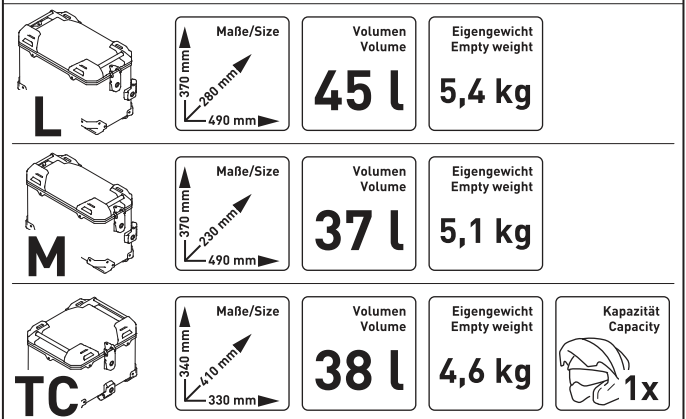 L
Maße/Size
370 mm
280 mm
490 mm
Volumen
Volume
45 l
Eigengewicht
Empty weight
5,4 kg
M
Maße/Size
370 mm
230 mm
490 mm
Volumen
Volume
37 l
Eigengewicht
Empty weight
5,1 kg
TC
Maße/Size
340 mm
410 mm
330 mm
Volumen
Volume
38 l
Eigengewicht
Empty weight
4,6 kg
Kapazität
Capacity
1x